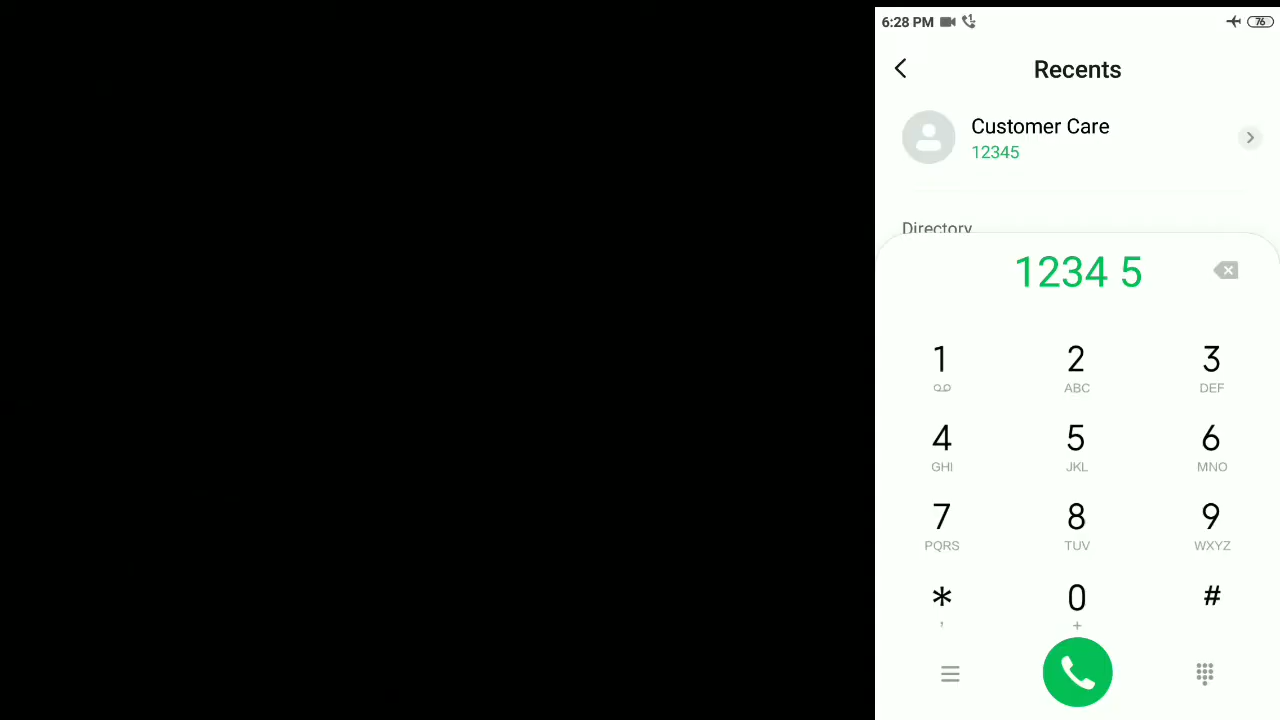 6:28 PM 76
Recents
Customer Care
12345
Directory
1234 5
1 2 3
ABC DEF
4 5 6
GHI JKL MNO
7 8 9
PQRS TUV WXYZ
* 0 #
, +